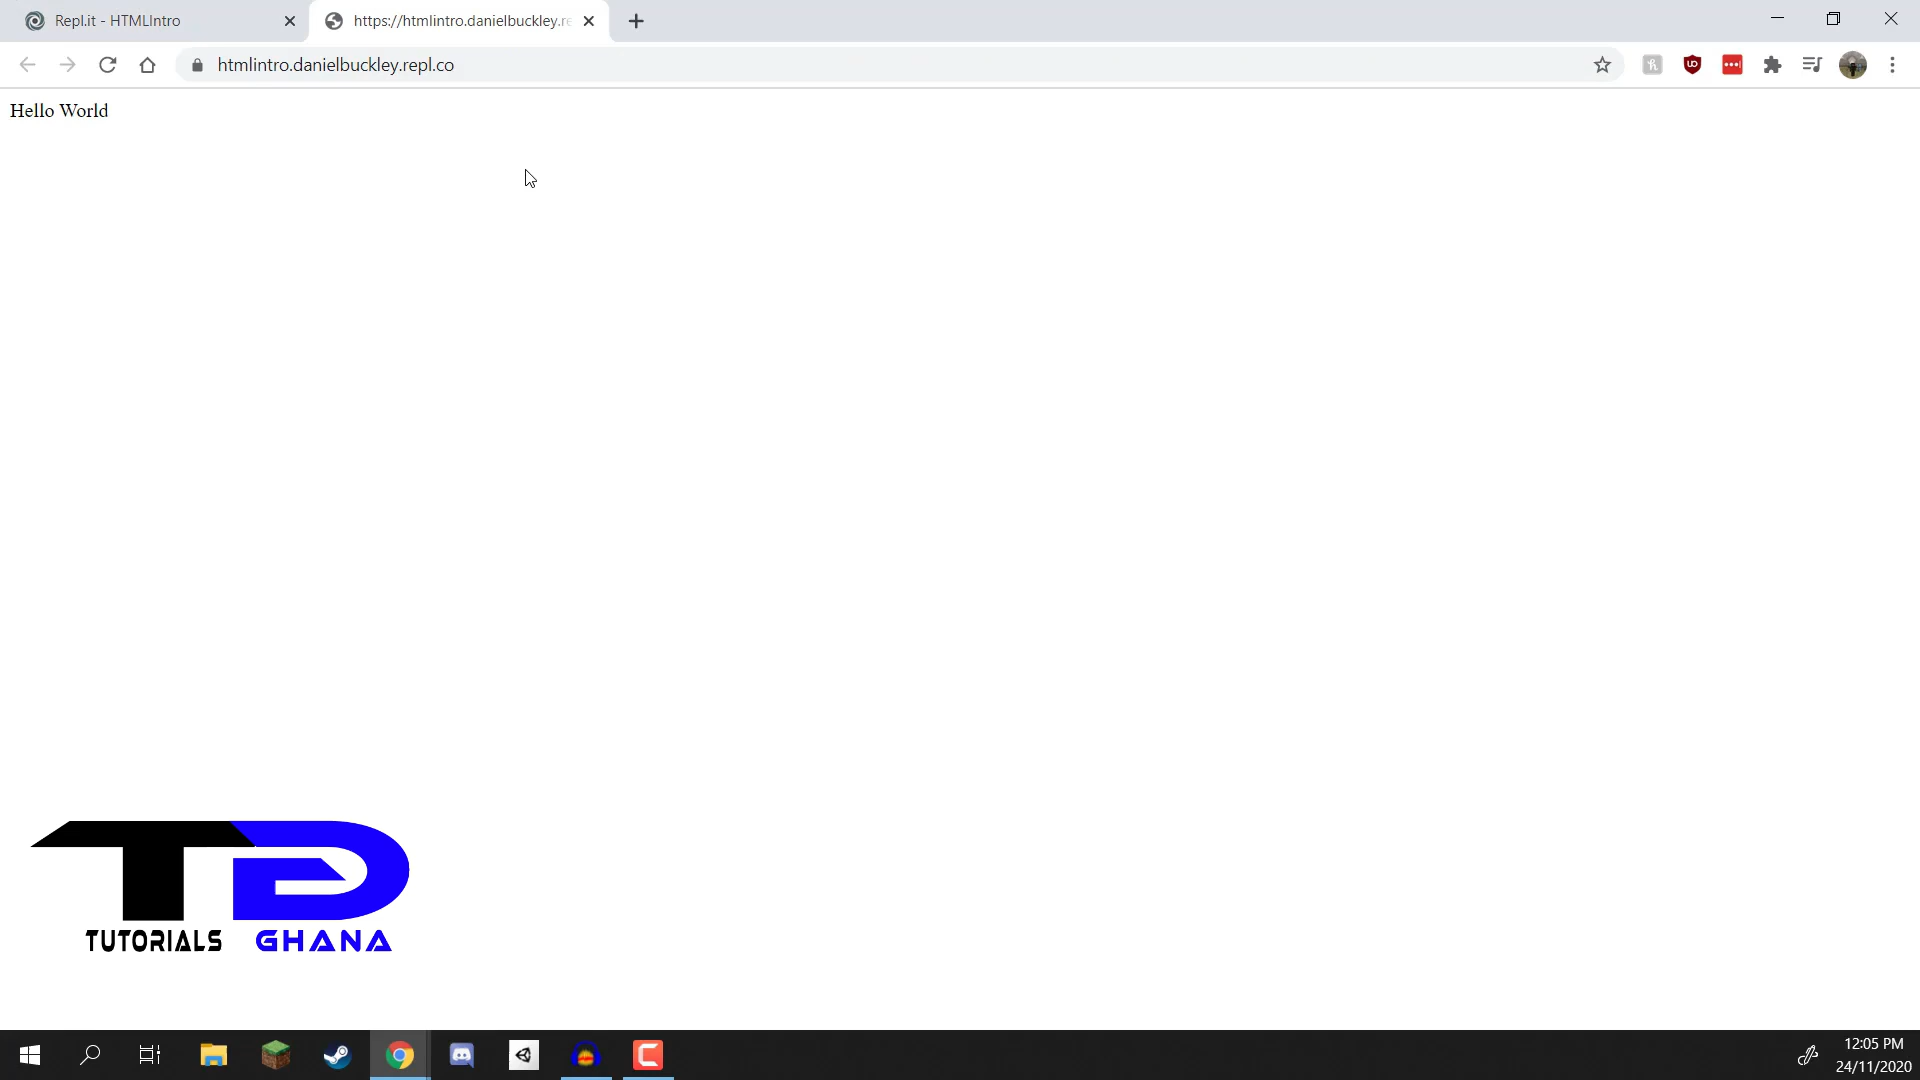 Repl.it - HTMLIntro
https://htmlintro.danielbuckley.re
htmlintro.danielbuckley.repl.co
Hello World
TUTORIALS GHANA
12:05 PM
24/11/2020